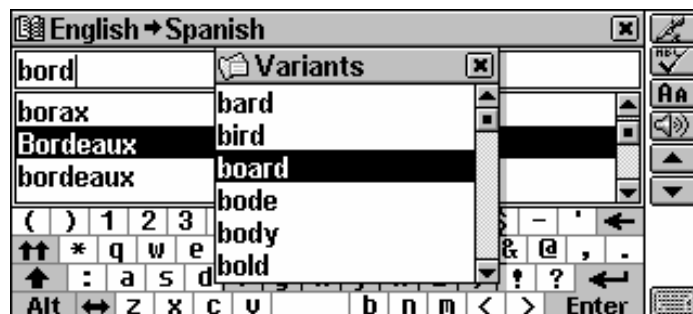 English → Spanish
bord
borax
Bordeaux
bordeaux
Variants
bard
bird
board
bode
body
bold
ABC
Aa
( ) 1 2 3 - ' ←
* q w e & @ , .
: a s d ! ?
Alt ↔ z x c v b n m < > Enter